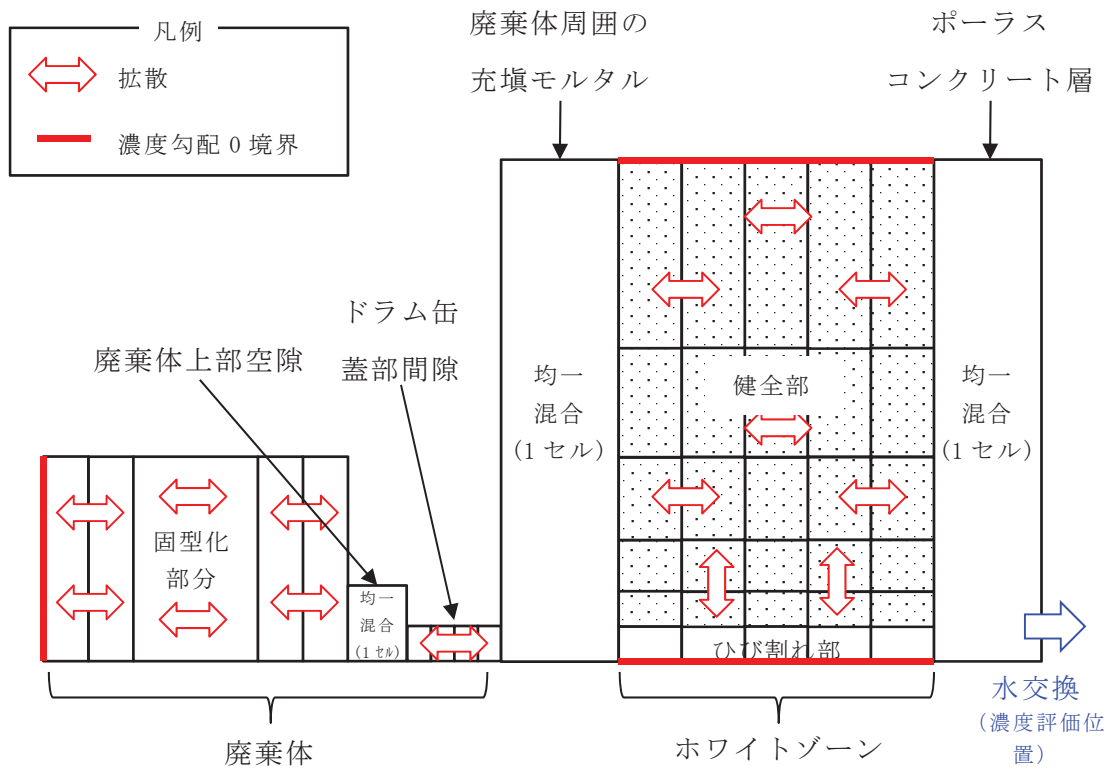 凡例
拡散
濃度勾配 0 境界
廃棄体周囲の
充塡モルタル
ポーラス
コンクリート層
ドラム缶
蓋部間隙
廃棄体上部空隙
固型化
部分
均一
混合
(1 セル)
均一
混合
(1 セル)
健全部
ひび割れ部
均一
混合
(1 セル)
水交換
(濃度評価位
置)
廃棄体
ホワイトゾーン